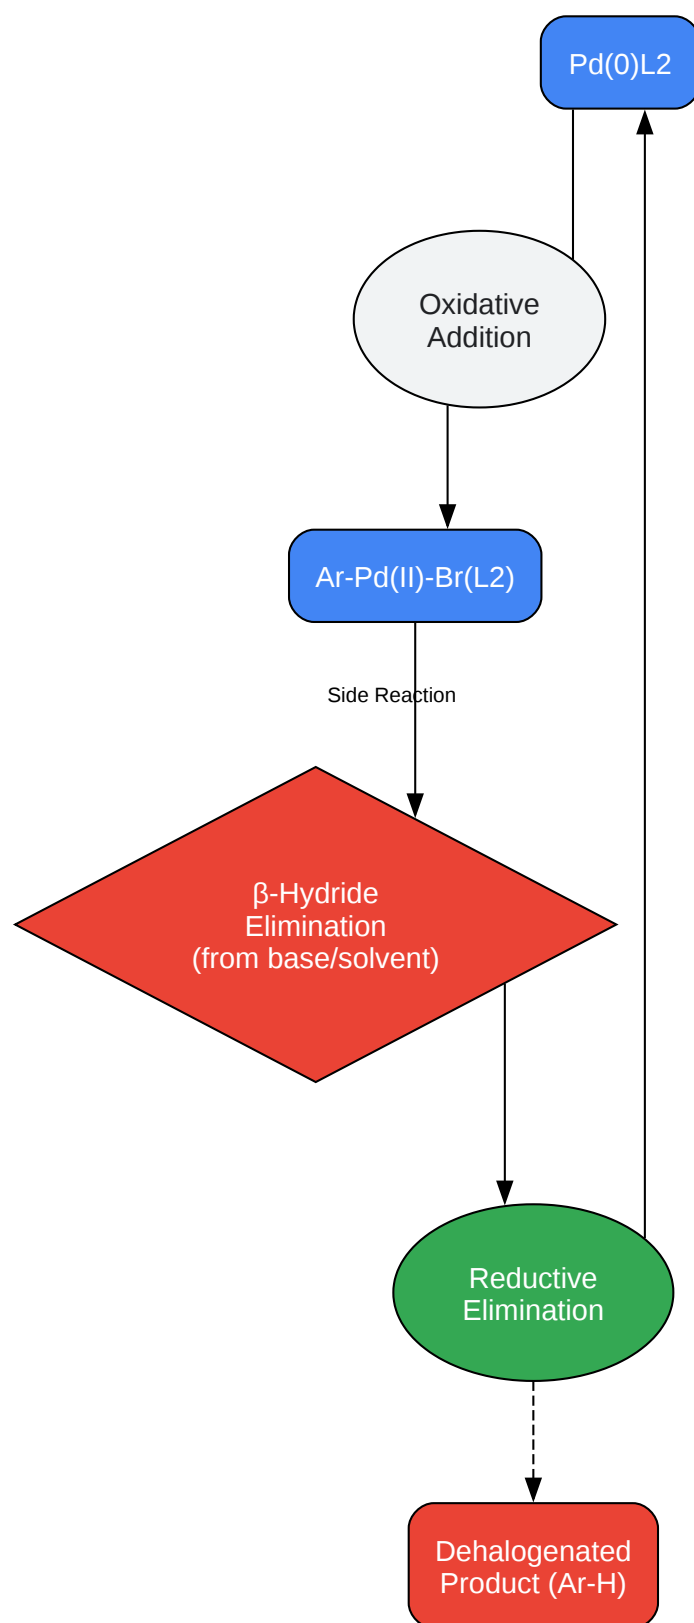 Pd(0)L2
Oxidative
Addition
Ar-Pd(II)-Br(L2)
Side Reaction
β-Hydride
Elimination
(from base/solvent)
Reductive
Elimination
Dehalogenated
Product (Ar-H)